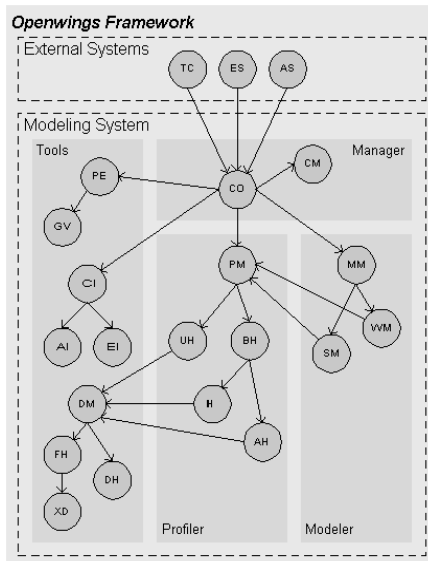 Openwings Framework
External Systems
TC ES AS
Modeling System
Tools
Manager
PE
CM
CO
GV
PM
MM
CI
WM
AI
EI
UH
BH
SM
DM
IH
AH
FH
DH
XD
Profiler
Modeler